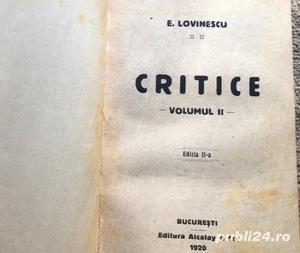 E. LOVINESCU
CRITICE
— VOLUMUL II —
Ediția II-a
BUCUREȘTI
Editura Alcalay &
1920
publi24.ro